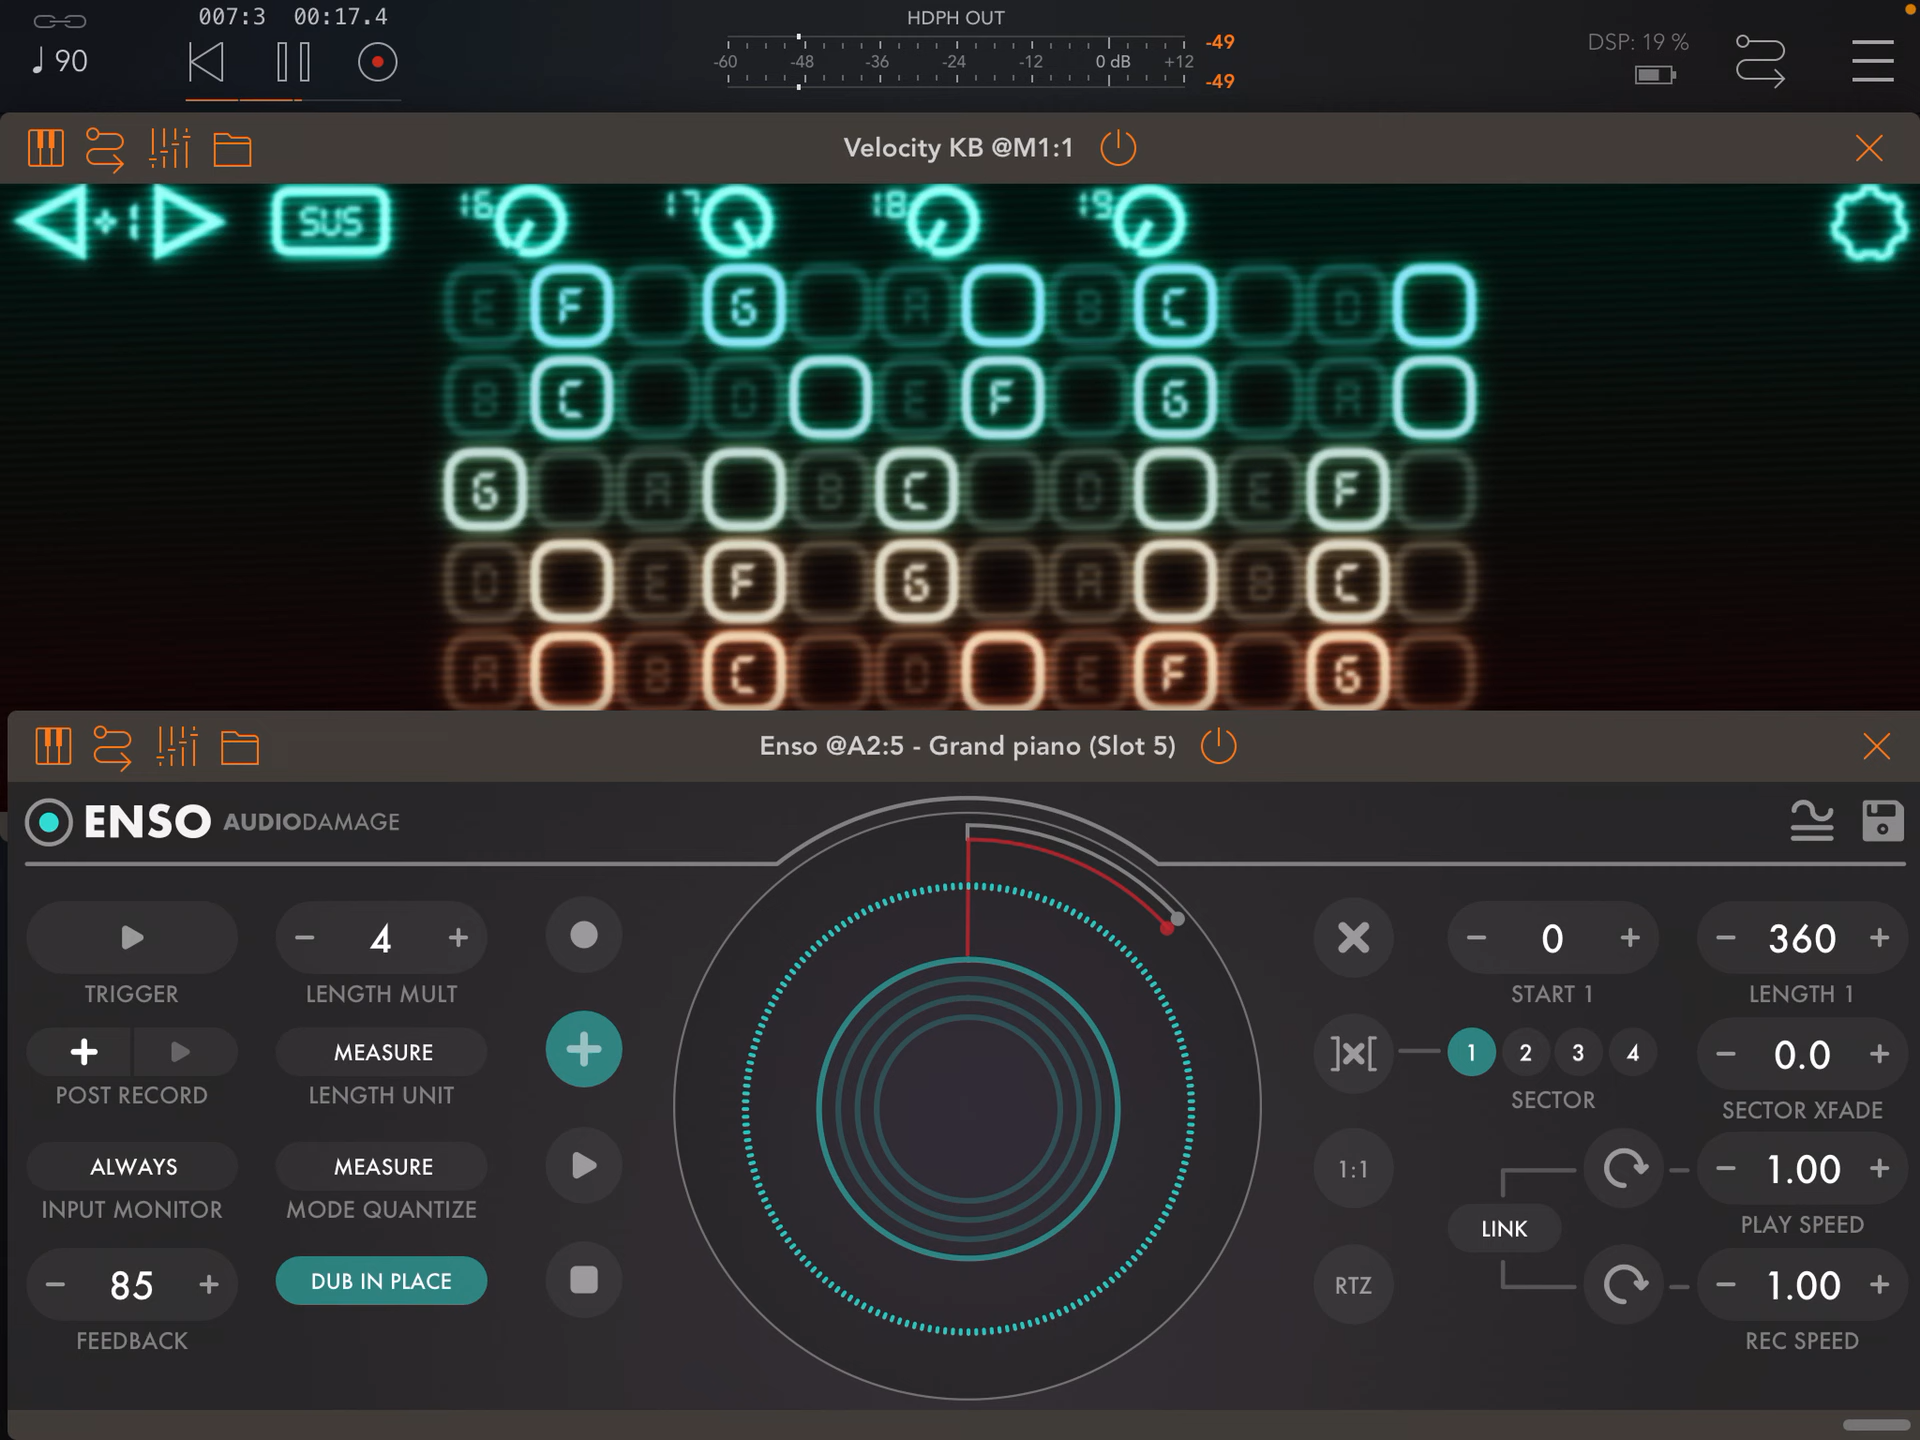 007:3 00:17.4
♩ 90
HDPH OUT
-60 -48 -36 -24 -12 0 dB +12
-49
-49
DSP: 19 %
Velocity KB @M1:1
+1
SUS
16 17 18 19
E F G A B C D
B C D E F G A
G A B C D E F
D E F G A B C
A B C D E F G
Enso @A2:5 - Grand piano (Slot 5)
ENSO AUDIODAMAGE
TRIGGER
- 4 +
LENGTH MULT
- 0 +
START 1
- 360 +
LENGTH 1
+
POST RECORD
MEASURE
LENGTH UNIT
+
]x[
1 2 3 4
SECTOR
- 0.0 +
SECTOR XFADE
ALWAYS
INPUT MONITOR
MEASURE
MODE QUANTIZE
1:1
- 1.00 +
PLAY SPEED
LINK
- 85 +
FEEDBACK
DUB IN PLACE
RTZ
- 1.00 +
REC SPEED